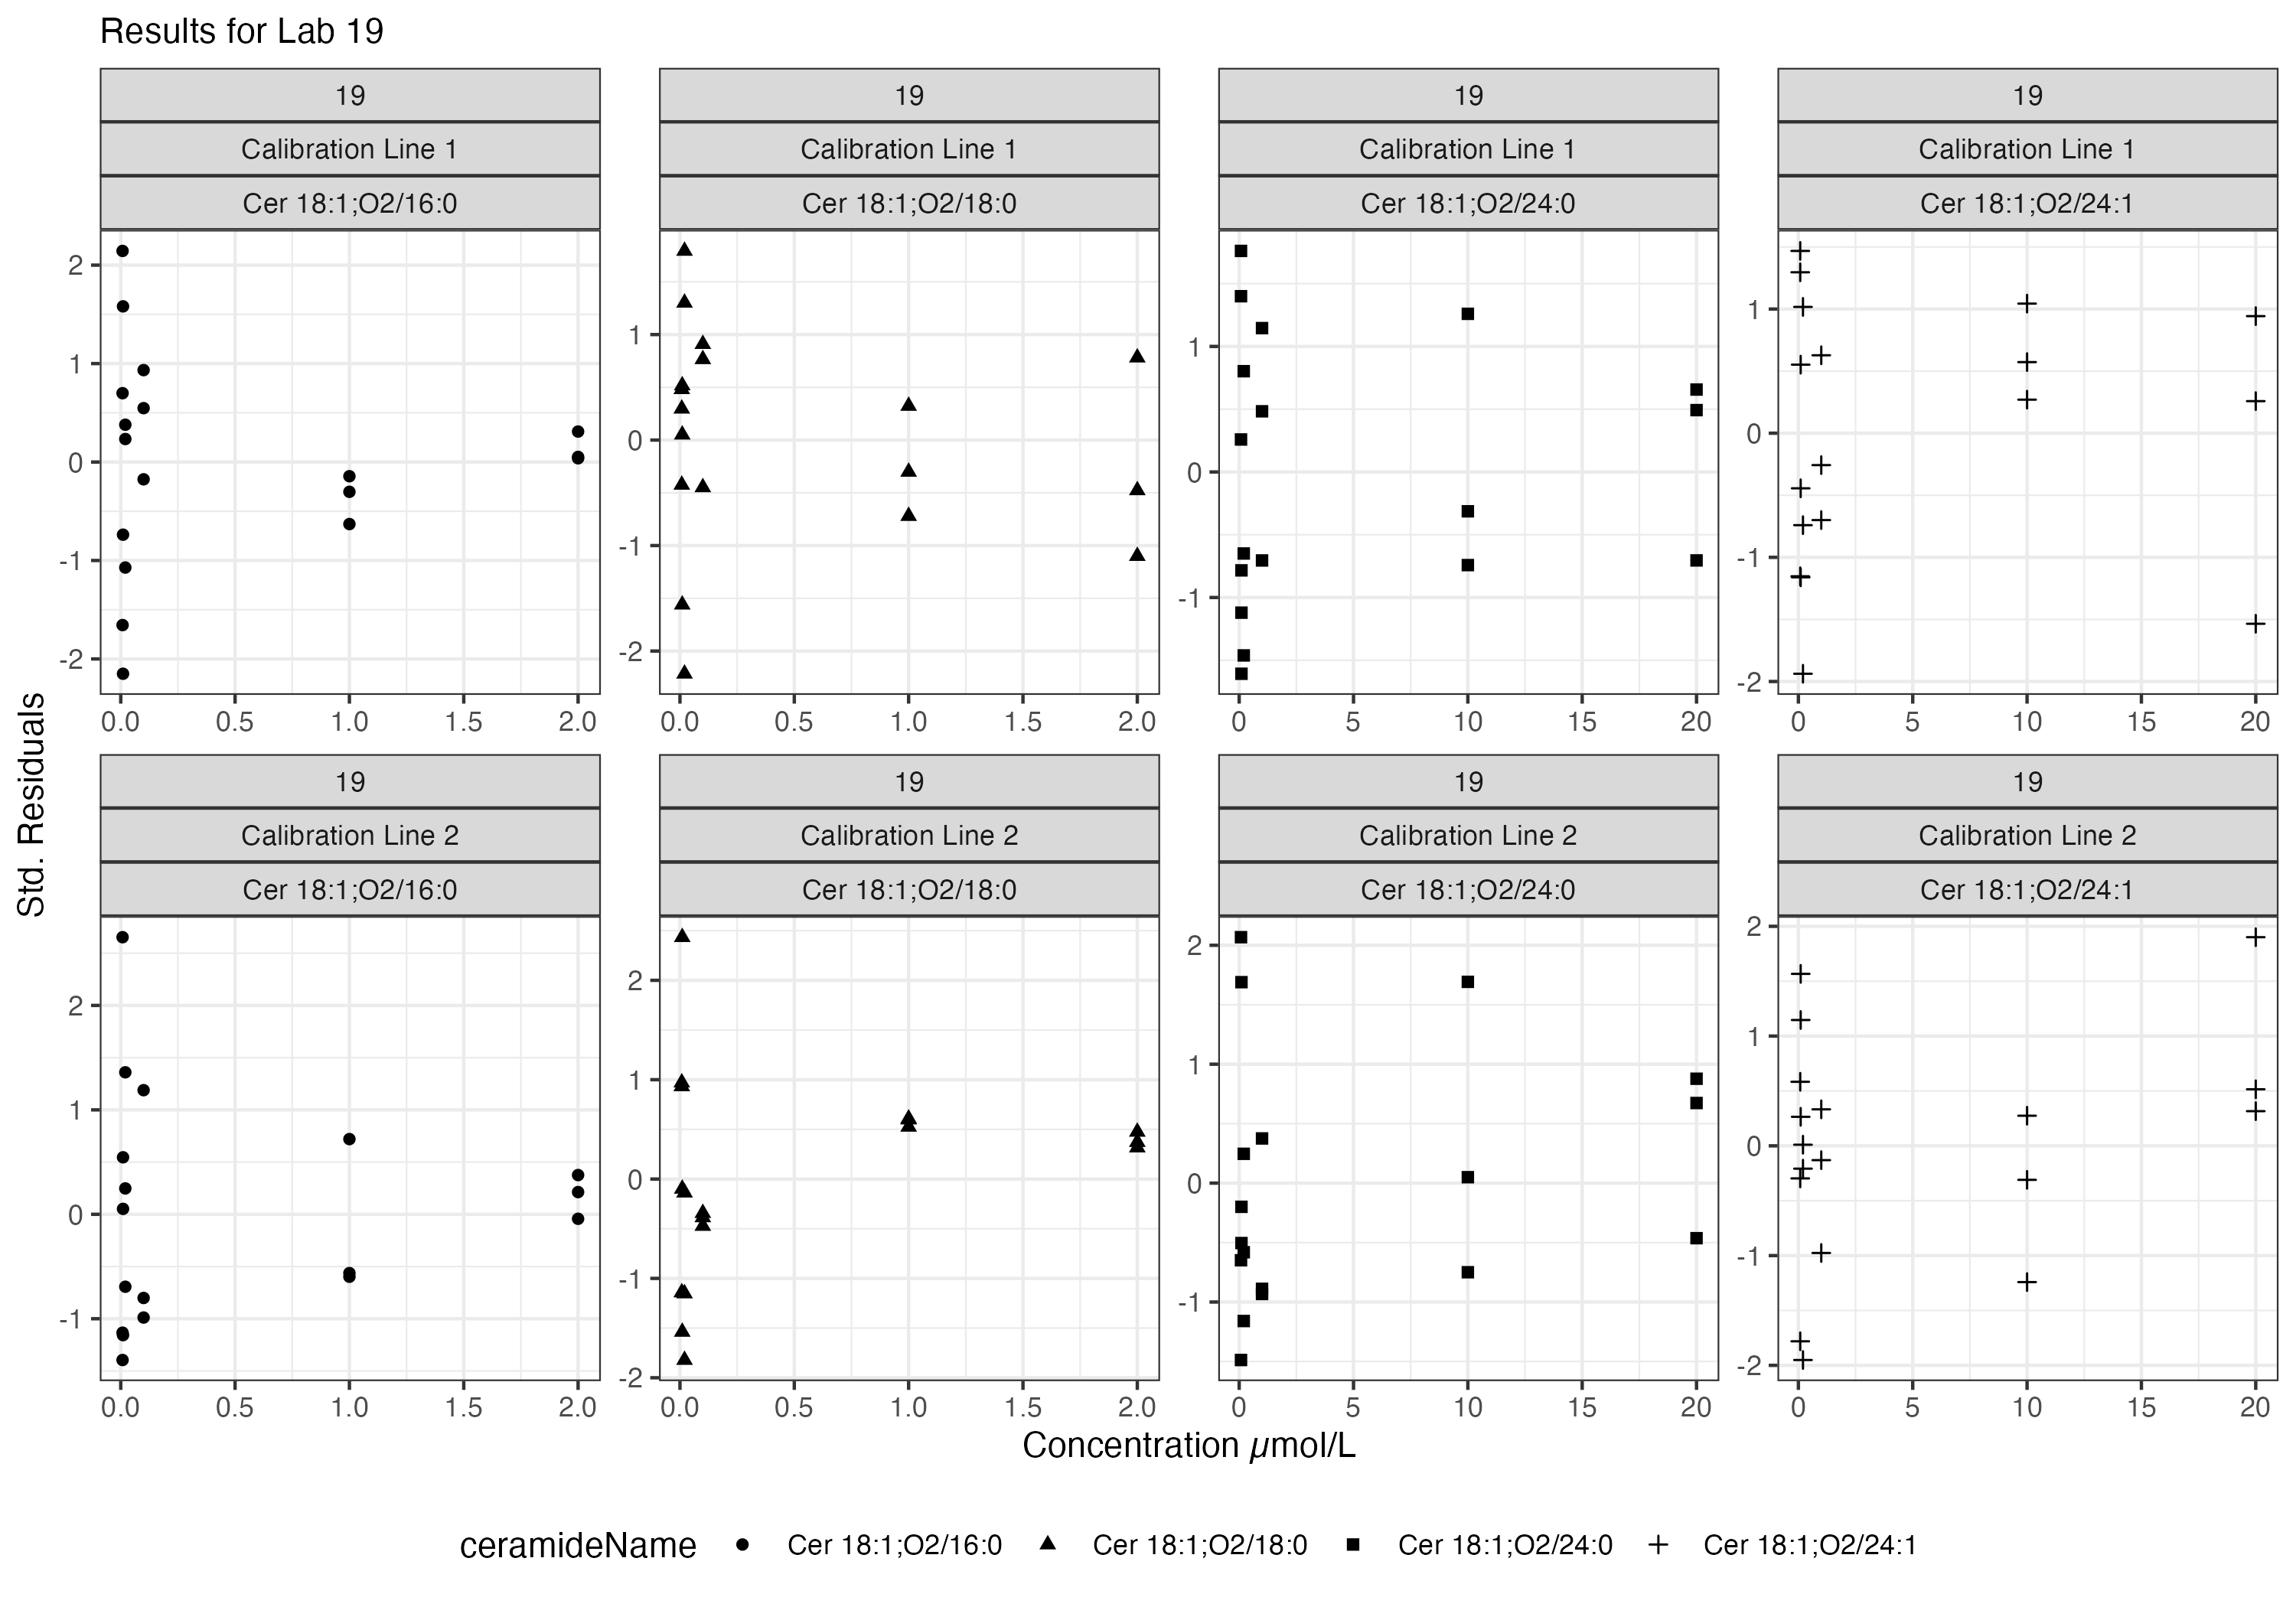 Results for Lab 19
19 19 19 19
Calibration Line 1 Calibration Line 1 Calibration Line 1 Calibration Line 1
Cer 18:1;O2/16:0 Cer 18:1;O2/18:0 Cer 18:1;O2/24:0 Cer 18:1;O2/24:1
2
1
0
-1
-2
0.0 0.5 1.0 1.5 2.0
1
0
-1
-2
0.0 0.5 1.0 1.5 2.0
1
0
-1
0 5 10 15 20
1
0
-1
-2
0 5 10 15 20
Std. Residuals
19 19 19 19
Calibration Line 2 Calibration Line 2 Calibration Line 2 Calibration Line 2
Cer 18:1;O2/16:0 Cer 18:1;O2/18:0 Cer 18:1;O2/24:0 Cer 18:1;O2/24:1
2
1
0
-1
0.0 0.5 1.0 1.5 2.0
2
1
0
-1
-2
0.0 0.5 1.0 1.5 2.0
2
1
0
-1
0 5 10 15 20
2
1
0
-1
-2
0 5 10 15 20
Concentration µmol/L
ceramideName Cer 18:1;O2/16:0 Cer 18:1;O2/18:0 Cer 18:1;O2/24:0 Cer 18:1;O2/24:1